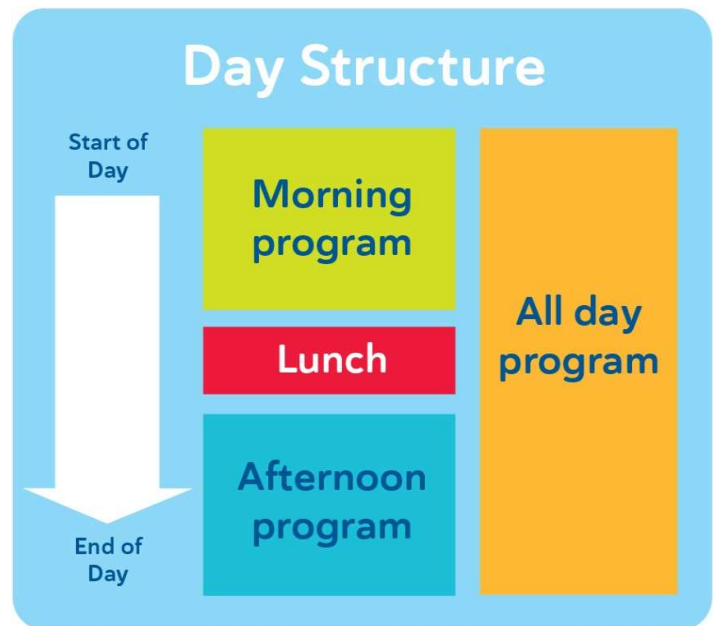 Day Structure
Start of
Day
Morning
program
Lunch
All day
program
Afternoon
program
End of
Day